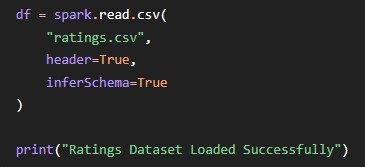 df = spark.read.csv(
    "ratings.csv",
    header=True,
    inferSchema=True
)
print("Ratings Dataset Loaded Successfully")